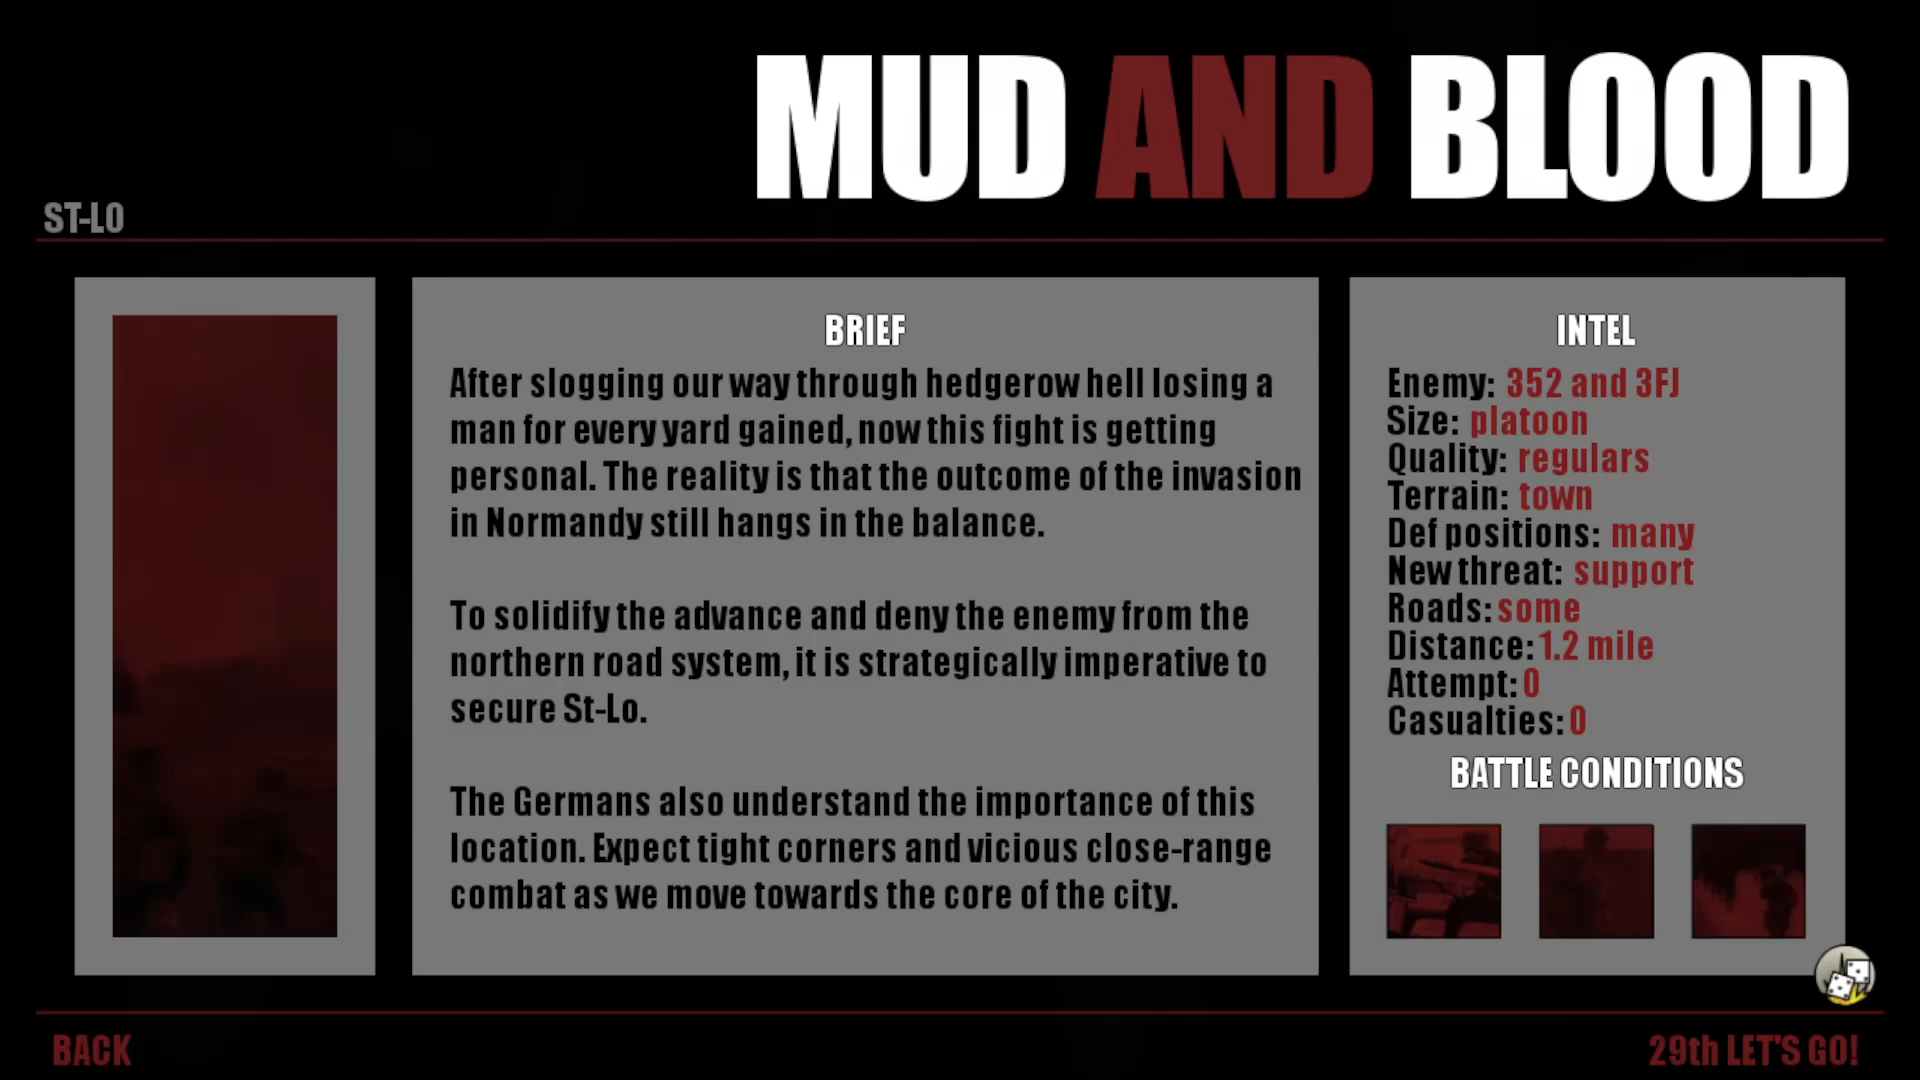 MUD AND BLOOD
ST-LO
BRIEF
After slogging our way through hedgerow hell losing a
man for every yard gained, now this fight is getting
personal. The reality is that the outcome of the invasion
in Normandy still hangs in the balance.
To solidify the advance and deny the enemy from the
northern road system, it is strategically imperative to
secure St-Lo.
The Germans also understand the importance of this
location. Expect tight corners and vicious close-range
combat as we move towards the core of the city.
INTEL
Enemy: 352 and 3FJ
Size: platoon
Quality: regulars
Terrain: town
Def positions: many
New threat: support
Roads: some
Distance: 1.2 mile
Attempt: 0
Casualties: 0
BATTLE CONDITIONS
BACK
29th LET'S GO!